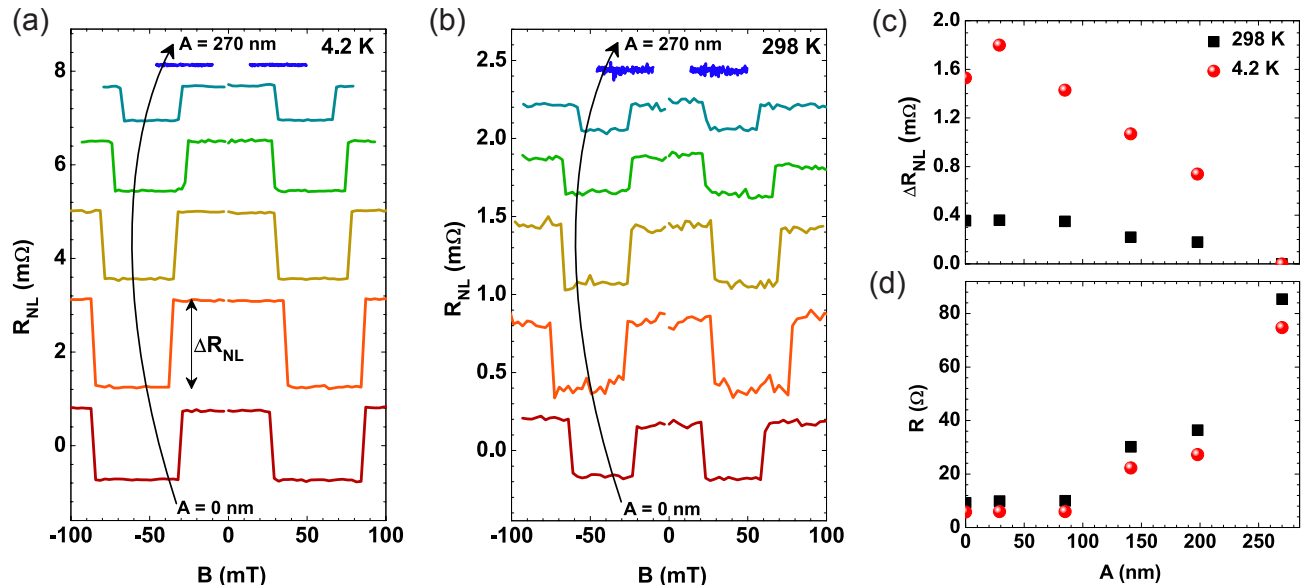 (a)
A = 270 nm
4.2 K
8
6
4
2
0
R_NL (mΩ)
ΔR_NL
A = 0 nm
-100 -50 0 50 100
B (mT)
(b)
A = 270 nm
298 K
2.5
2.0
1.5
1.0
0.5
0.0
R_NL (mΩ)
A = 0 nm
-100 -50 0 50 100
B (mT)
(c)
2.0
1.6
1.2
0.8
0.4
0.0
ΔR_NL (mΩ)
298 K
4.2 K
(d)
80
60
40
20
0
R (Ω)
0 50 100 150 200 250
A (nm)